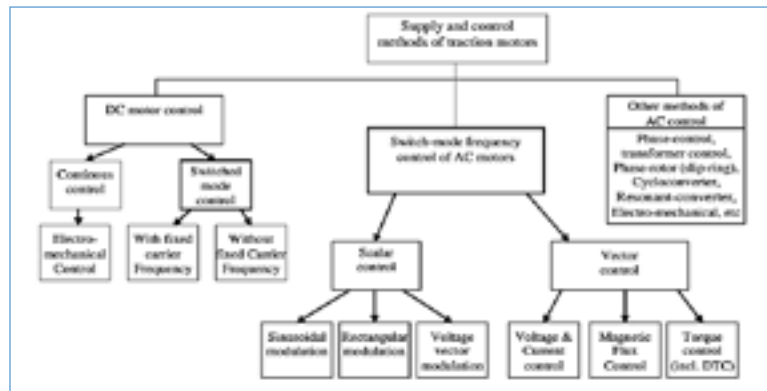 Supply and control
methods of traction motors
DC motor control
Other methods of
AC control
Phase-control,
transformer control,
Phase-rotor (slip ring),
Cycloconverter,
Resonant-converter,
Electro-mechanical, etc
Switch-mode frequency
control of AC motors
Continous
control
Switched
mode
control
Electro-
mechanical
Control
With fixed
carrier
Frequency
Without
fixed Carrier
Frequency
Scalar
control
Vector
control
Sinusoidal
modulation
Rectangular
modulation
Voltage
vector
modulation
Voltage &
Current control
Magnetic
Flux
Control
Torque
control
(incl. DTC)